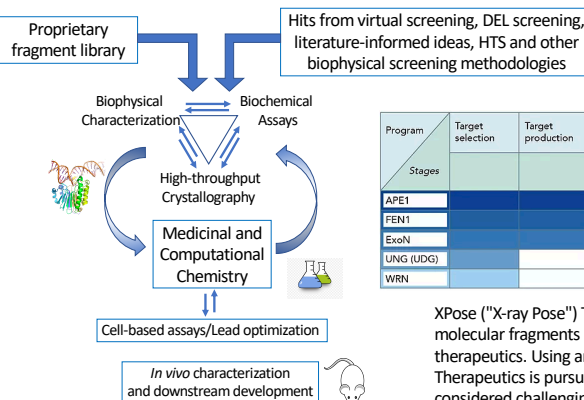 Proprietary
fragment library
Hits from virtual screening, DEL screening,
literature-informed ideas, HTS and other
biophysical screening methodologies
Biophysical
Characterization
Biochemical
Assays
High-throughput
Crystallography
Medicinal and
Computational
Chemistry
Cell-based assays/Lead optimization
In vivo characterization
and downstream development
Program
Stages
Target
selection
Target
production
APE1
FEN1
ExoN
UNG (UDG)
WRN
XPose ("X-ray Pose")
molecular fragments
therapeutics. Using
Therapeutics is
considered